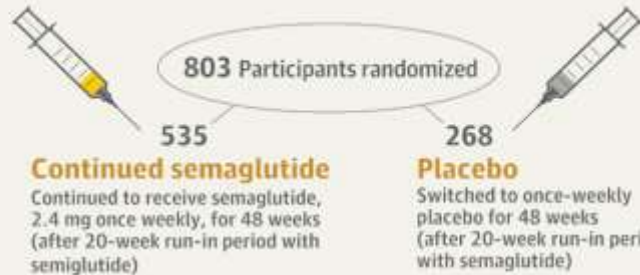 803 Participants randomized
535
Continued semaglutide
Continued to receive semaglutide,
2.4 mg once weekly, for 48 weeks
(after 20-week run-in period with
semiglutide)
268
Placebo
Switched to once-weekly
placebo for 48 weeks
(after 20-week run-in peri
with semaglutide)